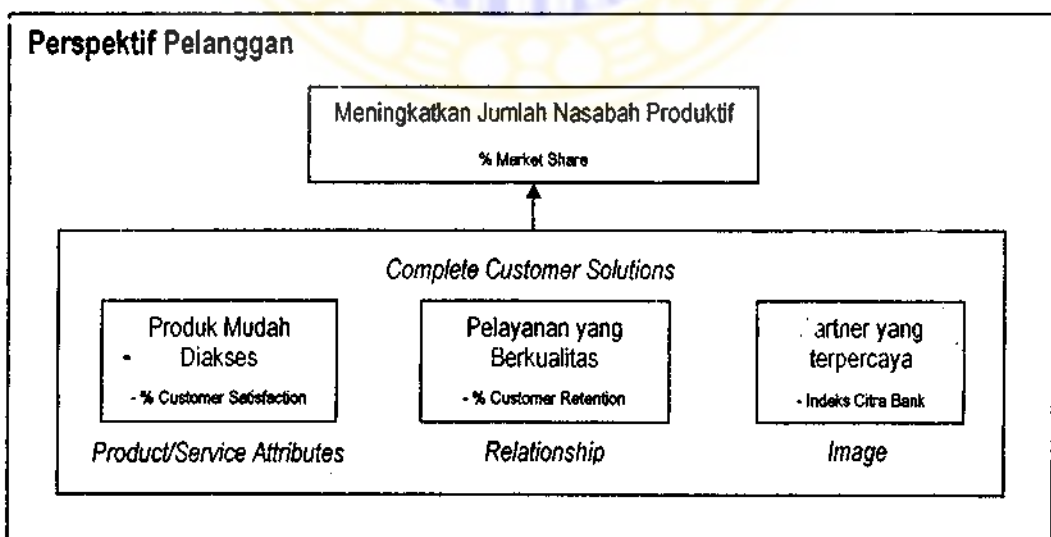 Perspektif Pelanggan
Meningkatkan Jumlah Nasabah Produktif
% Market Share
Complete Customer Solutions
Produk Mudah
- Diakses
- % Customer Satisfaction
Pelayanan yang
Berkualitas
- % Customer Retention
artner yang
terpercaya
- Indeks Citra Bank
Product/Service Attributes
Relationship
Image